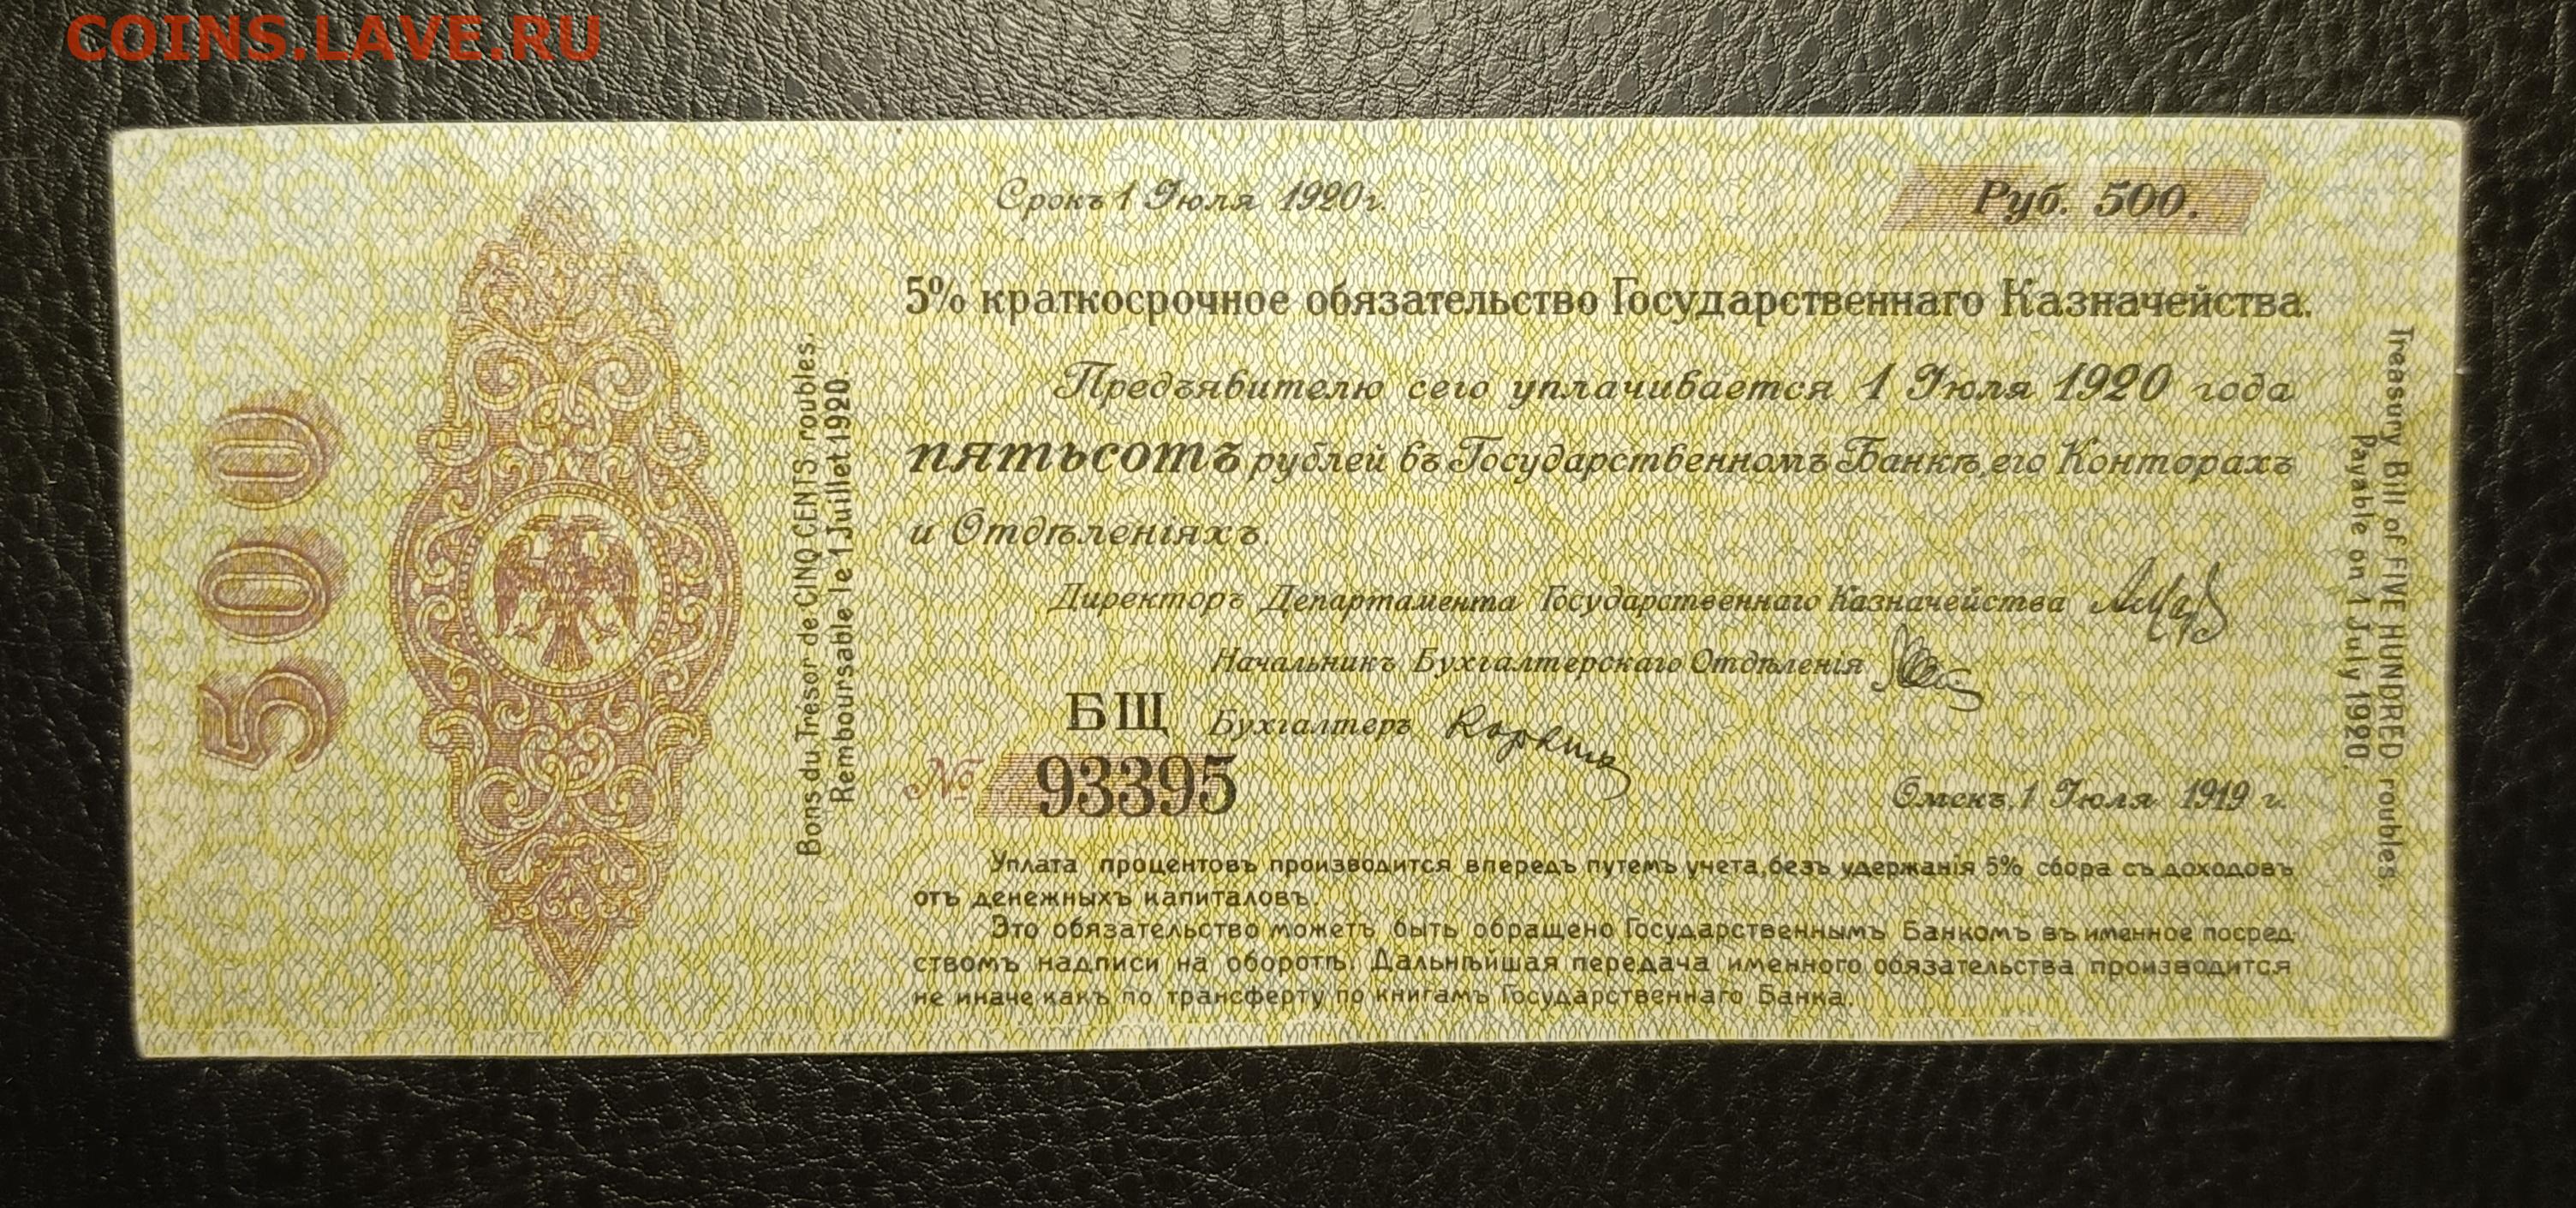 COINS.LAVE.RU
Срокъ 1 Іюля 1920 г.
Руб. 500.
5% краткосрочное обязательство Государственнаго Казначейства.
Предъявителю сего уплачивается 1 Іюля 1920 года
пятьсотъ рублей въ Государственномъ Банкѣ, его Конторахъ
и Отдѣленіяхъ.
Директоръ Департамента Государственнаго Казначейства
Начальникъ Бухгалтерскаго Отдѣленія
БЩ
Бухгалтеръ
№ 93395
Омскъ, 1 Іюля 1919 г.
Уплата процентовъ производится впередъ путемъ учета, безъ удержанія 5% сбора съ доходовъ
отъ денежныхъ капиталовъ.
Это обязательство можетъ быть обращено Государственнымъ Банкомъ въ именное посред-
ствомъ надписи на оборотѣ. Дальнѣйшая передача именного обязательства производится
не иначе какъ по трансферту по книгамъ Государственнаго Банка.
500
Bons du Trésor de CINQ CENTS roubles,
Remboursable le 1 Juillet 1920.
Treasury Bill of FIVE HUNDRED roubles.
Payable on 1 July 1920.